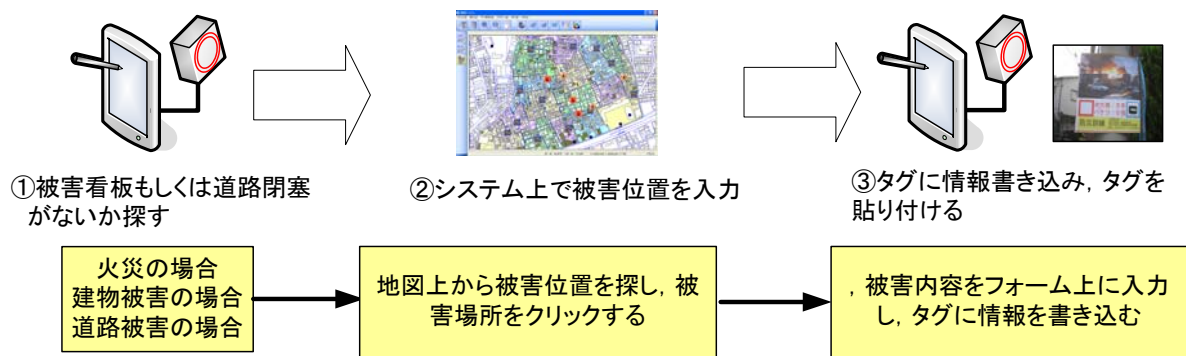 ①被害看板もしくは道路閉塞
がないか探す
②システム上で被害位置を入力
③タグに情報書き込み，タグを
貼り付ける
火災の場合
建物被害の場合
道路被害の場合
地図上から被害位置を探し，被
害場所をクリックする
，被害内容をフォーム上に入力
し，タグに情報を書き込む